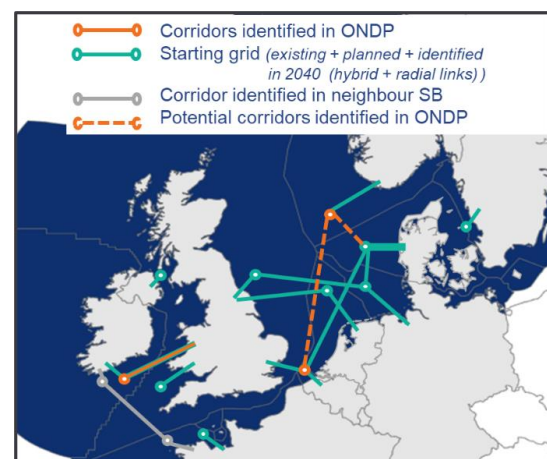 Corridors identified in ONDP
Starting grid (existing + planned + identified
in 2040 (hybrid + radial links) )
Corridor identified in neighbour SB
Potential corridors identified in ONDP